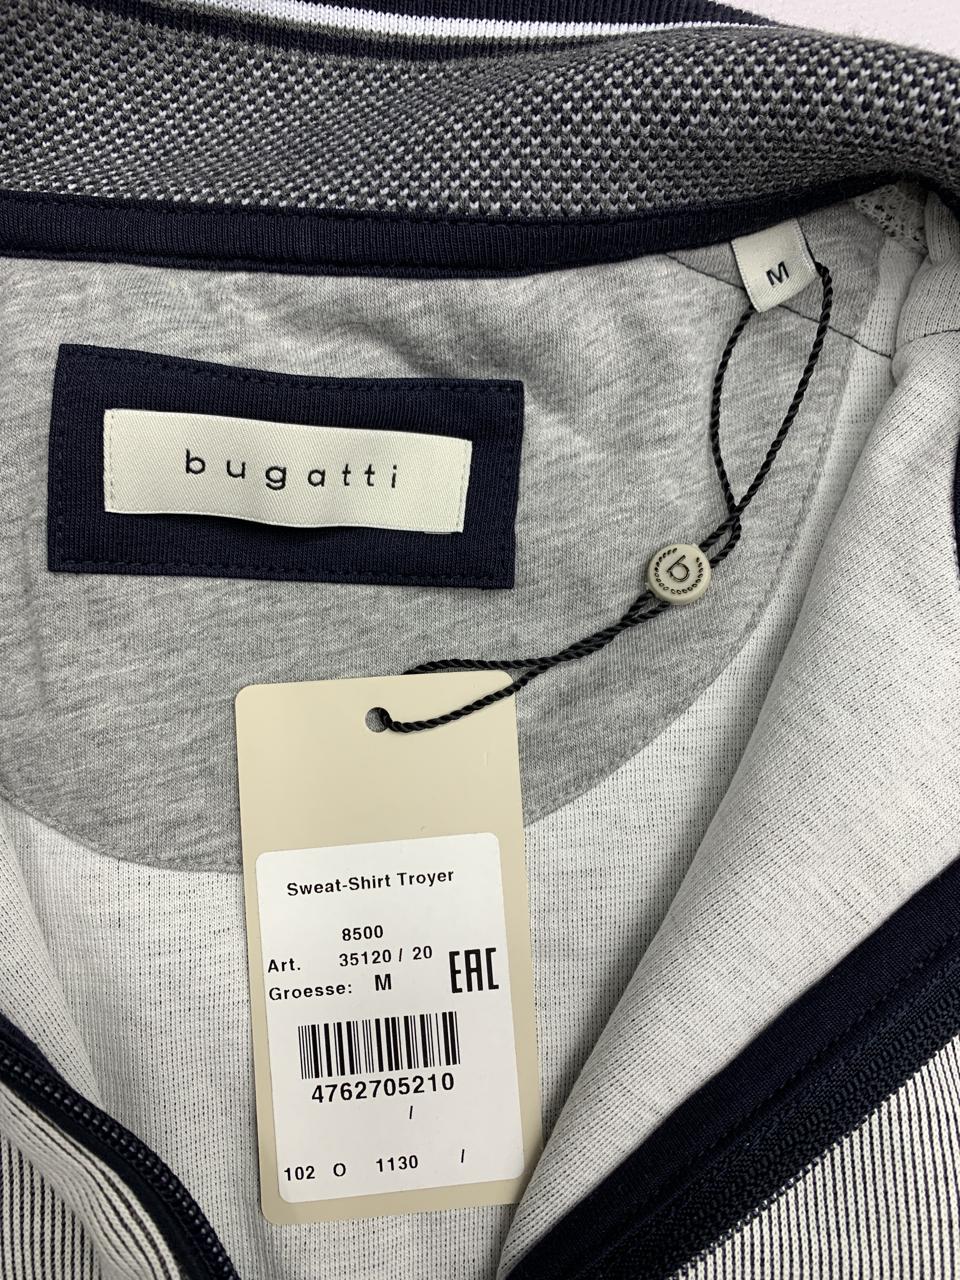 M
bugatti
b
Sweat-Shirt Troyer
8500
Art. 35120 / 20
Groesse: M
EAC
4762705210
/
102 O 1130 /